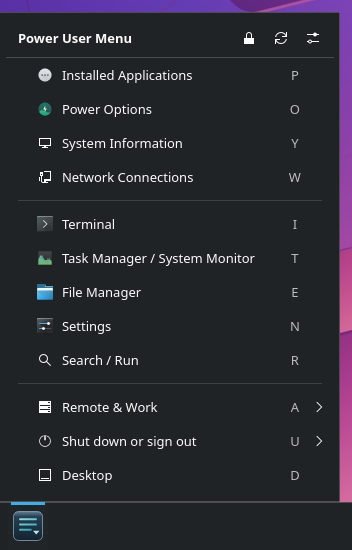 Power User Menu
Installed Applications P
Power Options O
System Information Y
Network Connections W
Terminal I
Task Manager / System Monitor T
File Manager E
Settings N
Search / Run R
Remote & Work A
Shut down or sign out U
Desktop D